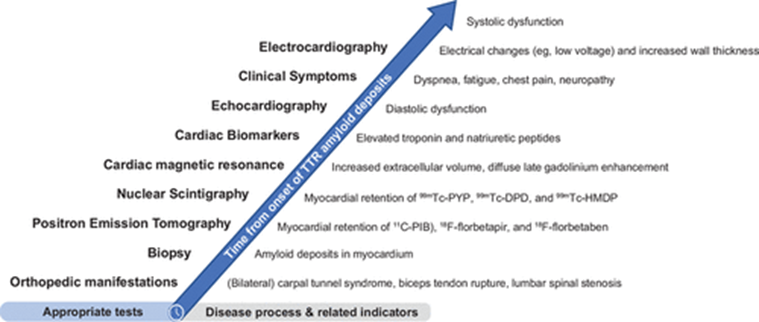 Systolic dysfunction
Electrocardiography
Electrical changes (eg, low voltage) and increased wall thickness
Clinical Symptoms
Dyspnea, fatigue, chest pain, neuropathy
Echocardiography
Diastolic dysfunction
Cardiac Biomarkers
Elevated troponin and natriuretic peptides
Cardiac magnetic resonance
Increased extracellular volume, diffuse late gadolinium enhancement
Nuclear Scintigraphy
Myocardial retention of ⁹⁹ᵐTc-PYP, ⁹⁹ᵐTc-DPD, and ⁹⁹ᵐTc-HMDP
Positron Emission Tomography
Myocardial retention of ¹¹C-PIB), ¹⁸F-florbetapir, and ¹⁸F-florbetaben
Biopsy
Amyloid deposits in myocardium
Orthopedic manifestations
(Bilateral) carpal tunnel syndrome, biceps tendon rupture, lumbar spinal stenosis
Time from onset of TTR amyloid deposits
Appropriate tests
Disease process & related indicators